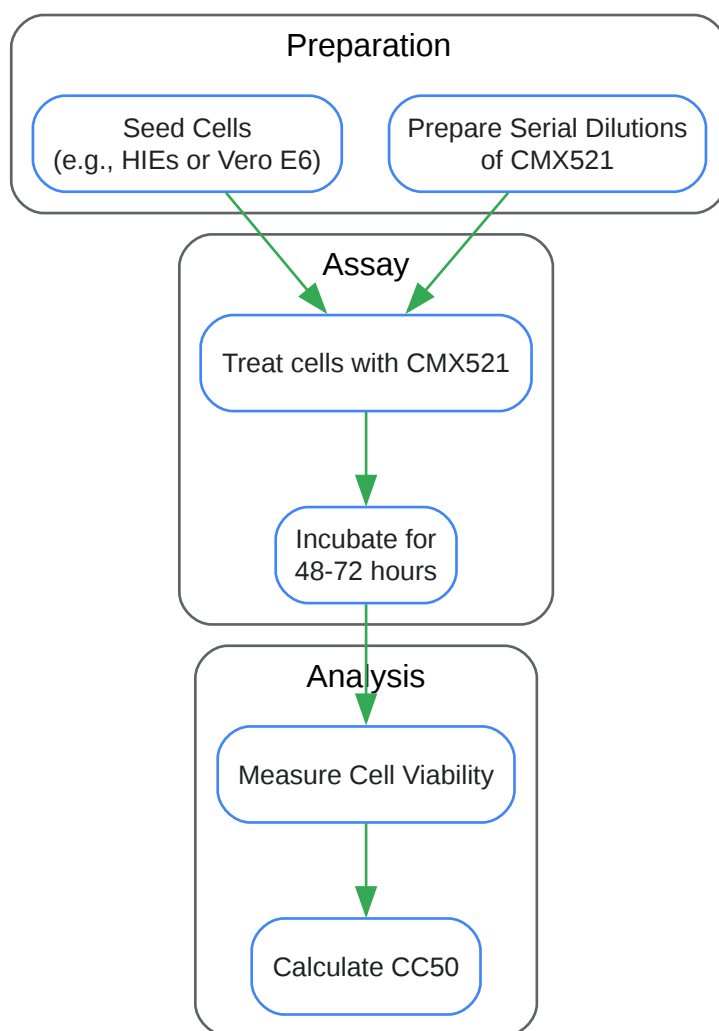 Preparation
Seed Cells
(e.g., HIEs or Vero E6)
Prepare Serial Dilutions
of CMX521
Assay
Treat cells with CMX521
Incubate for
48-72 hours
Analysis
Measure Cell Viability
Calculate CC50